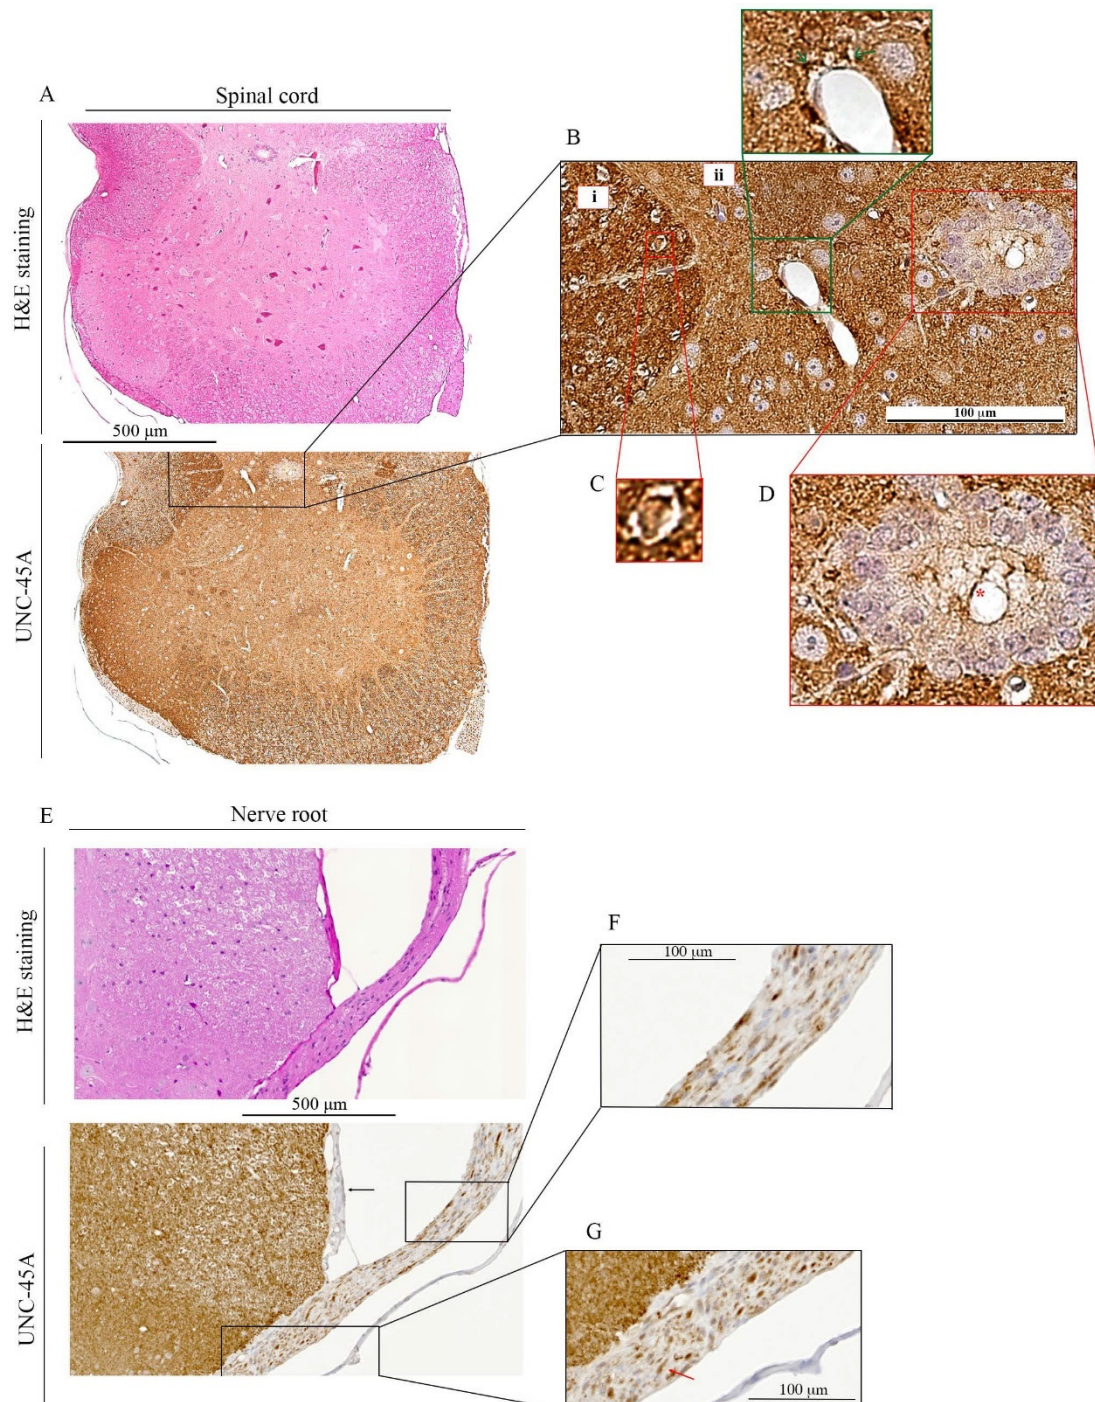 A
Spinal cord
H&E staining
500 µm
UNC-45A
B
i
ii
100 µm
C
D
*
E
Nerve root
H&E staining
500 µm
UNC-45A
F
100 µm
G
100 µm